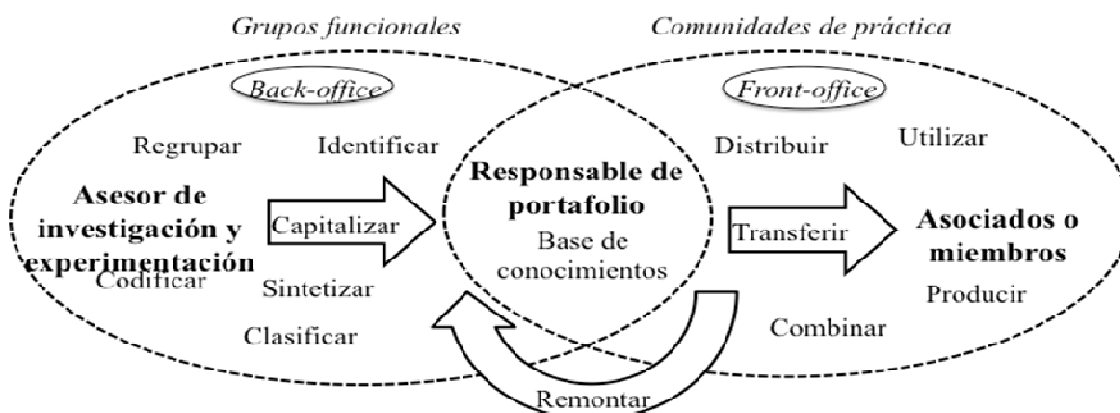 Grupos funcionales
Comunidades de práctica
Back-office
Front-office
Regrupar
Identificar
Distribuir
Utilizar
Asesor de
investigación y
experimentación
Capitalizar
Responsable de
portafolio
Base de
conocimientos
Transferir
Asociados o
miembros
Codificar
Sintetizar
Clasificar
Producir
Combinar
Remontar